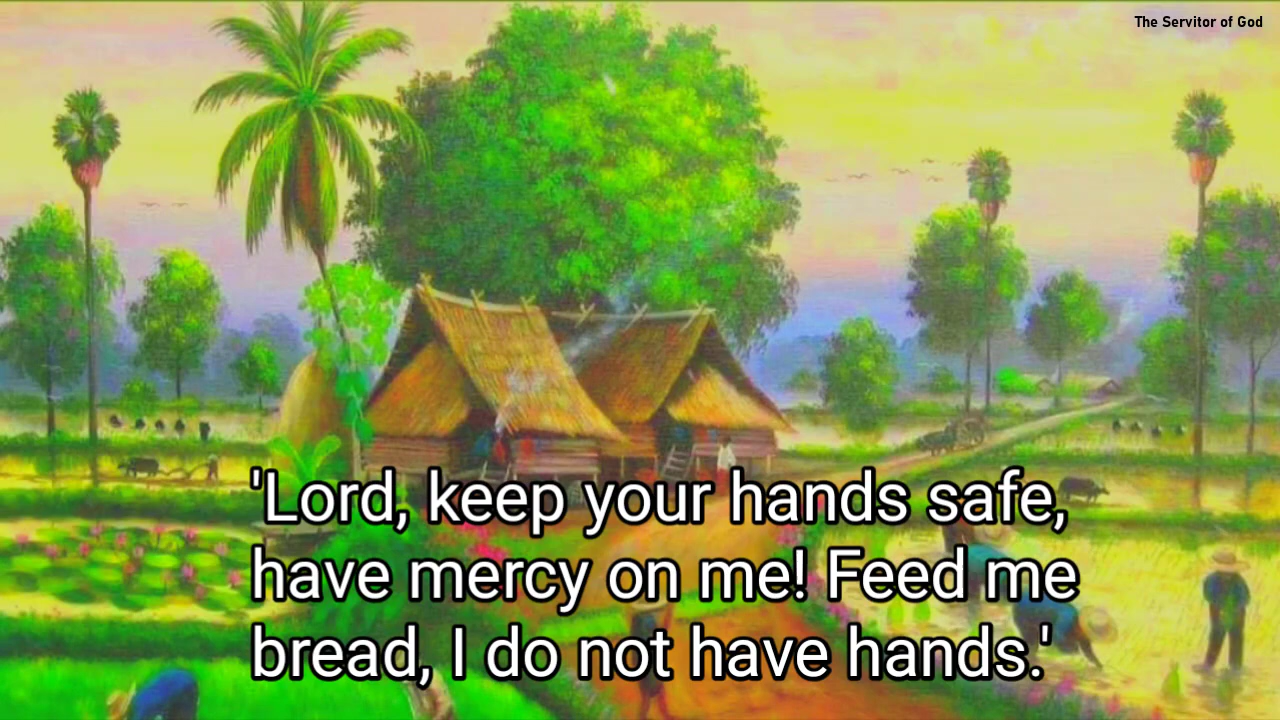 The Servitor of God
'Lord, keep your hands safe,
have mercy on me! Feed me
bread, I do not have hands.'